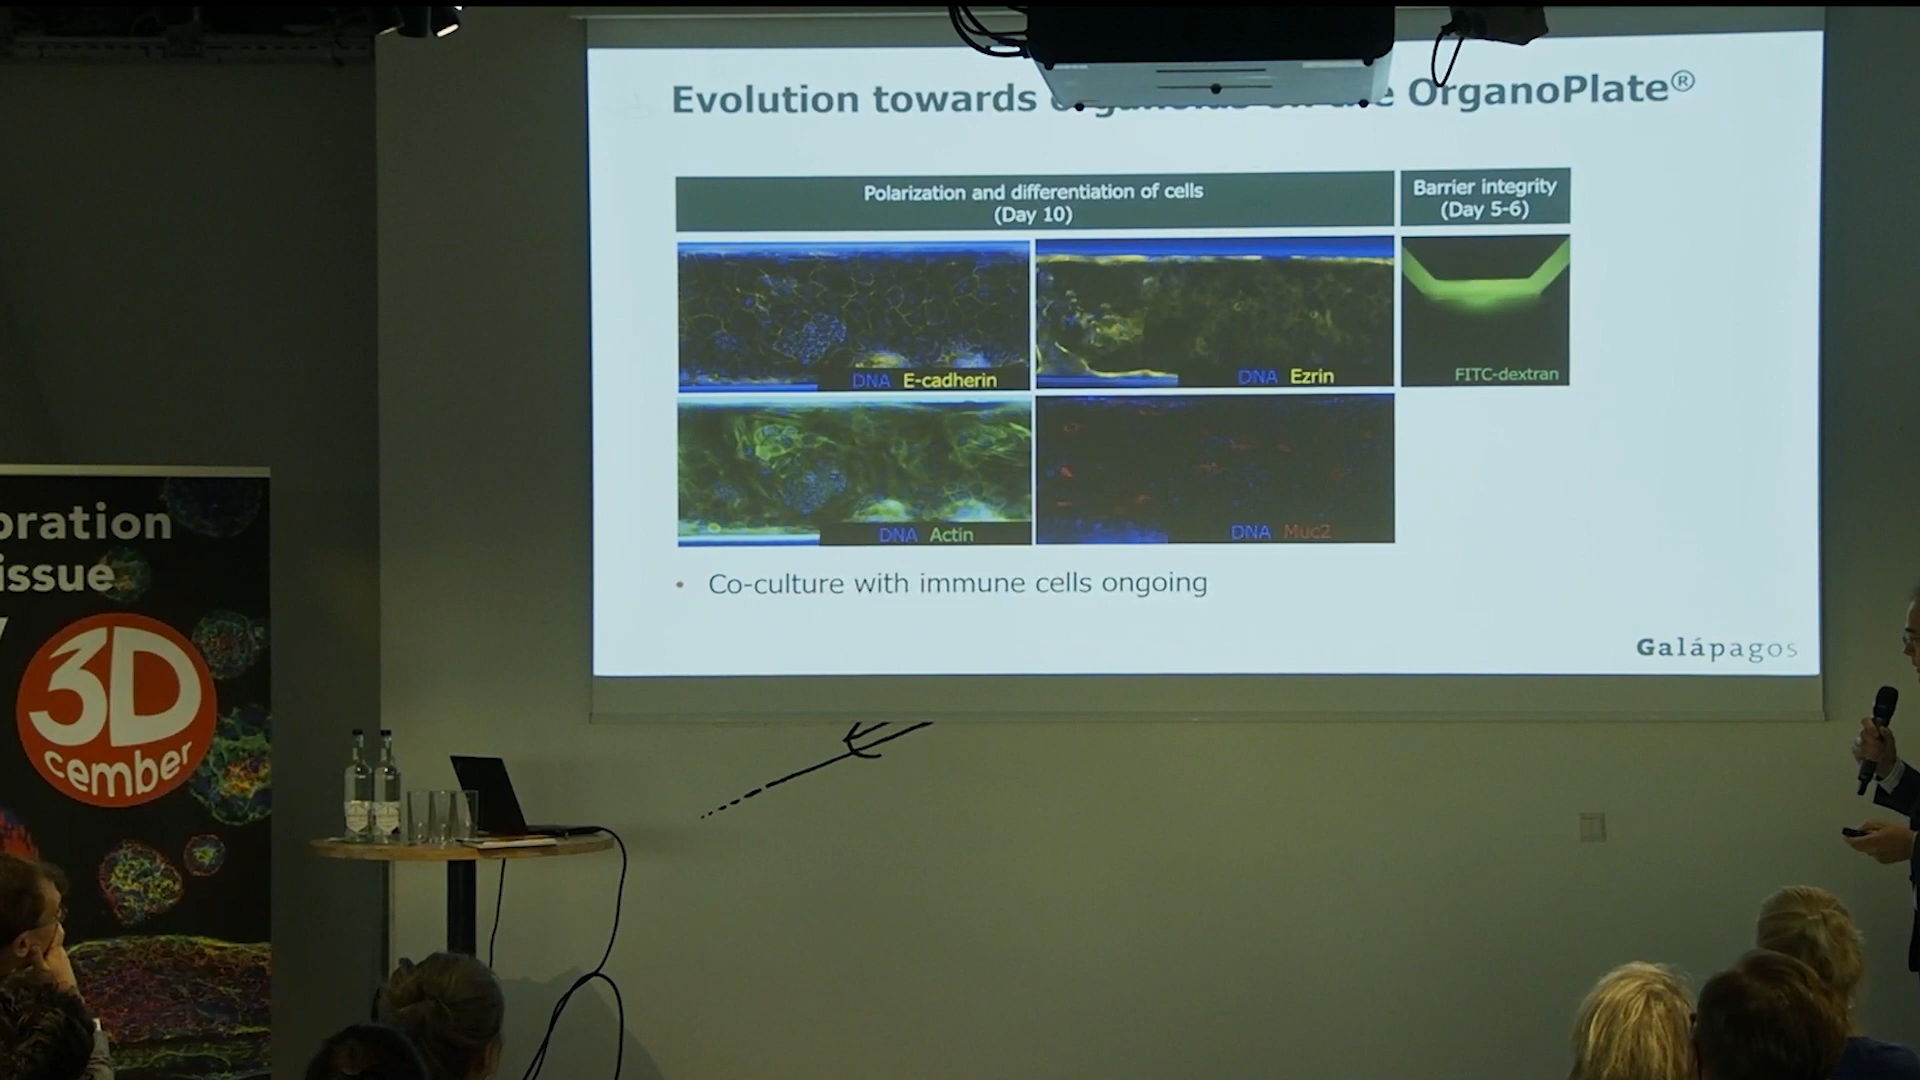 Evolution towards the OrganoPlate®
Polarization and differentiation of cells
(Day 10)
Barrier integrity
(Day 5-6)
DNA E-cadherin
DNA Ezrin
FITC-dextran
DNA Actin
DNA Muc2
• Co-culture with immune cells ongoing
Galápagos
oration
issue
3D
cember